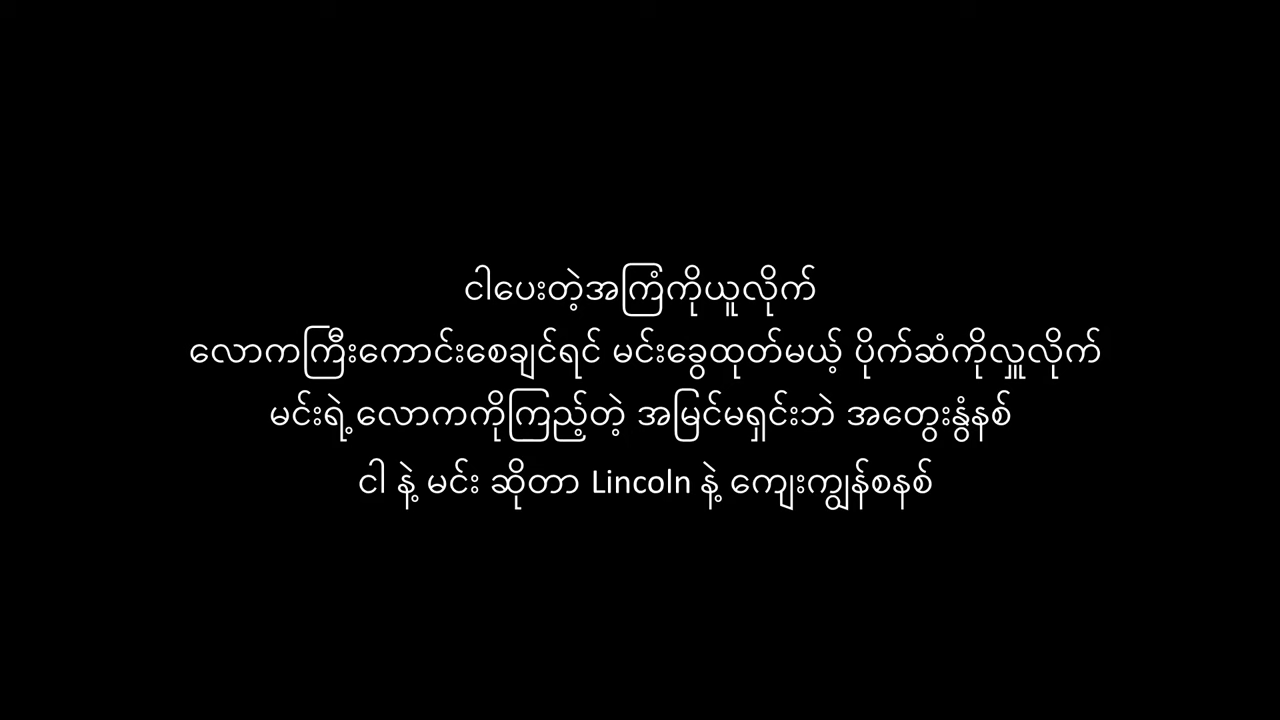 ငါပေးတဲ့အကြံကိုယူလိုက်
လောကကြီးကောင်းစေချင်ရင် မင်းခွေထုတ်မယ့် ပိုက်ဆံကိုလှူလိုက်
မင်းရဲ့လောကကိုကြည့်တဲ့ အမြင်မရှင်းဘဲ အတွေးနွံနစ်
ငါ နဲ့ မင်း ဆိုတာ Lincoln နဲ့ ကျေးကျွန်စနစ်